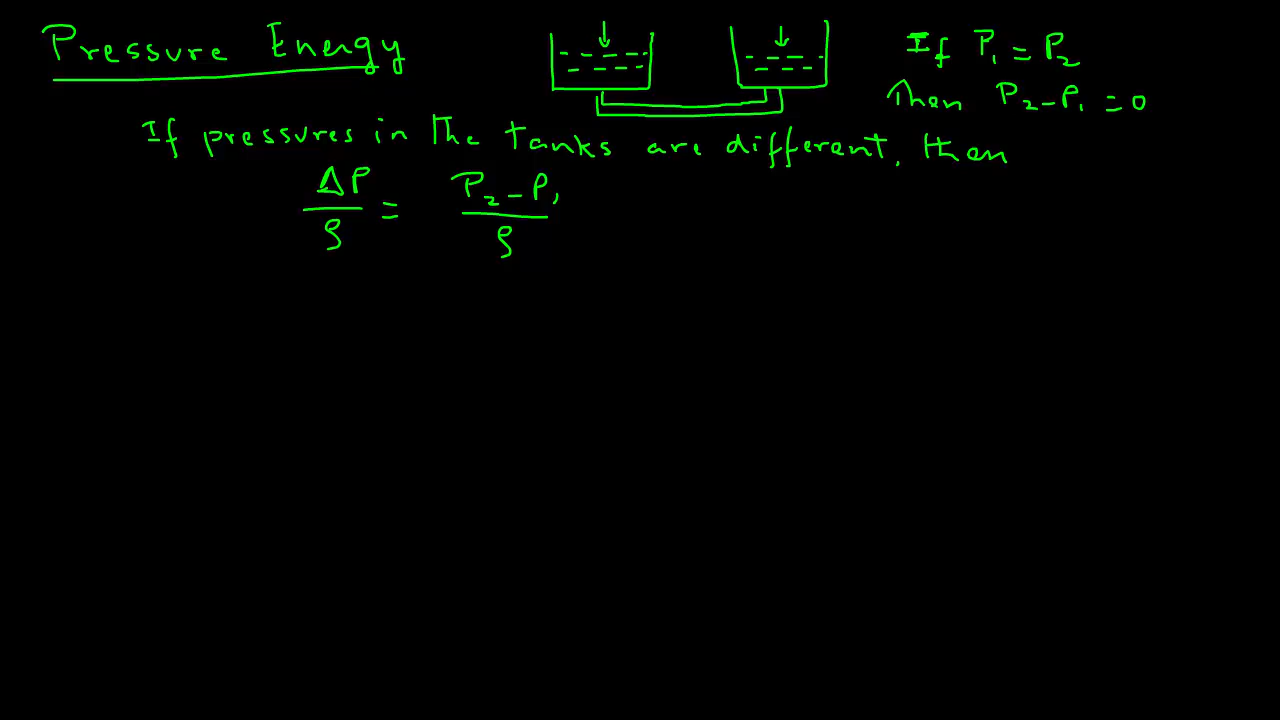 Pressure Energy
If P₁ = P₂
Then P₂ - P₁ = 0
If pressures in the tanks are different, then
ΔP/ρ = P₂ - P₁/ρ